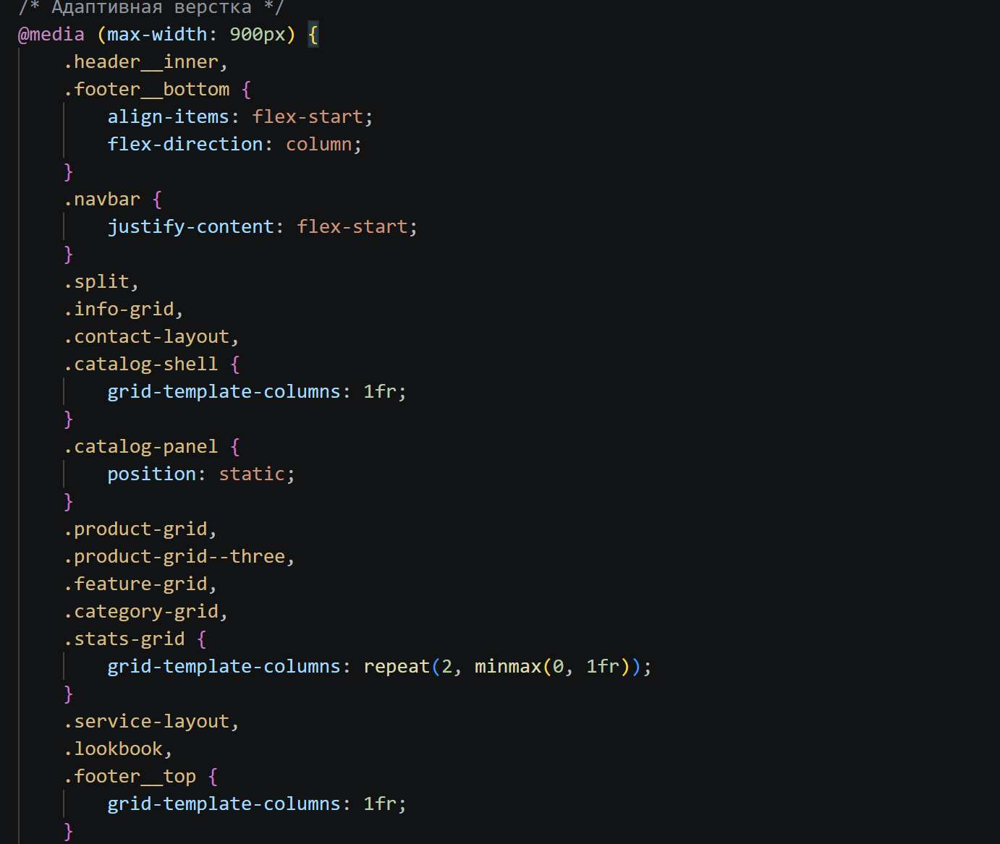 /* Адаптивная верстка */
@media (max-width: 900px) {
    .header__inner,
    .footer__bottom {
        align-items: flex-start;
        flex-direction: column;
    }
    .navbar {
        justify-content: flex-start;
    }
    .split,
    .info-grid,
    .contact-layout,
    .catalog-shell {
        grid-template-columns: 1fr;
    }
    .catalog-panel {
        position: static;
    }
    .product-grid,
    .product-grid--three,
    .feature-grid,
    .category-grid,
    .stats-grid {
        grid-template-columns: repeat(2, minmax(0, 1fr));
    }
    .service-layout,
    .lookbook,
    .footer__top {
        grid-template-columns: 1fr;
    }